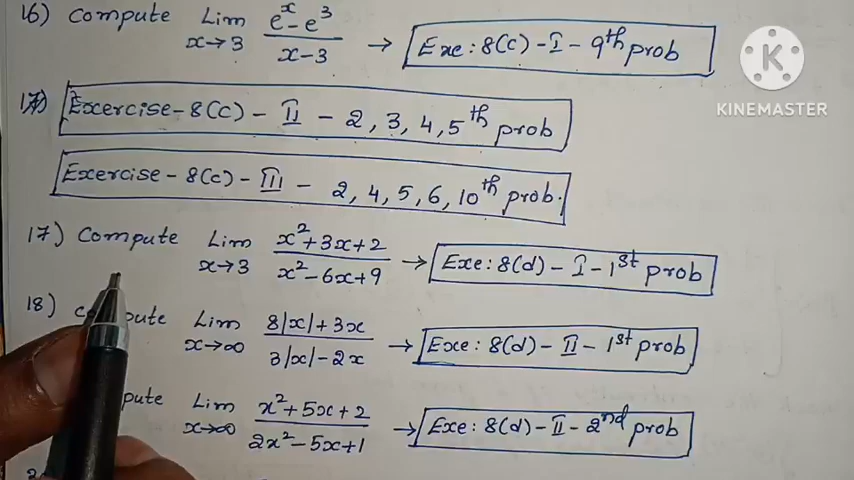 16) Compute Lim x→3 e^x - e^3 / x-3 → Exe: 8(c) - I - 9th prob
KINEMASTER
17) Exercise-8(c) - II - 2, 3, 4, 5th prob
Exercise-8(c) - III - 2, 4, 5, 6, 10th prob.
17) Compute Lim x→3 x²+3x+2 / x²-6x+9 → Exe: 8(d) - I - 1st prob
18) compute Lim x→∞ 8|x|+3x / 3|x|-2x → Exe: 8(d) - II - 1st prob
pute Lim x→∞ x²+5x+2 / 2x²-5x+1 → Exe: 8(d) - II - 2nd prob